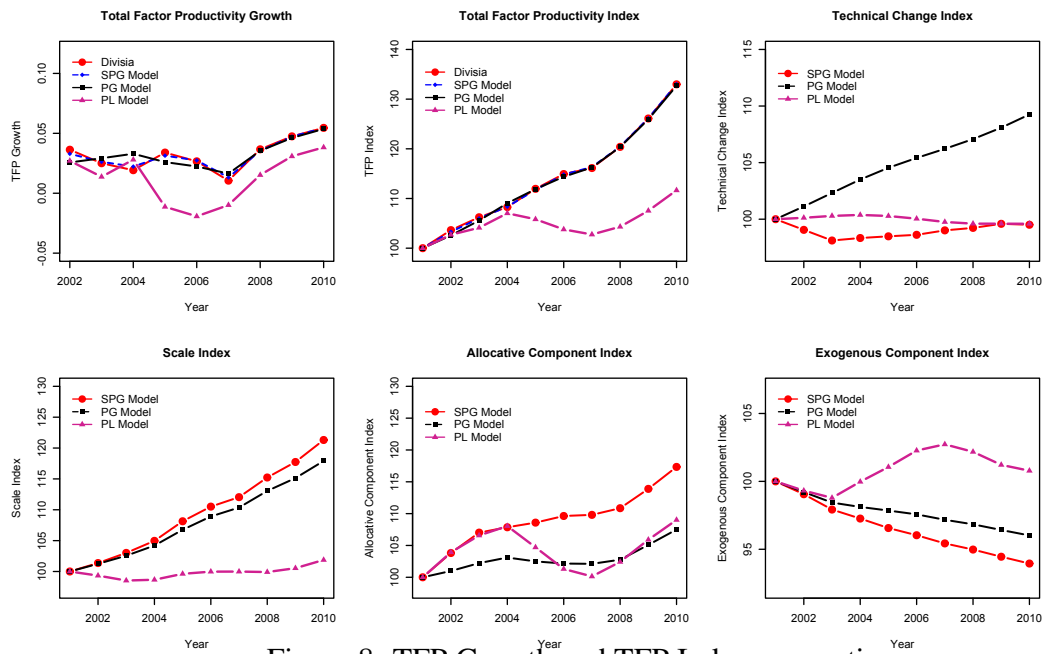 Total Factor Productivity Growth
TFP Growth
0.10
0.05
0.00
-0.05
Divisia
SPG Model
PG Model
PL Model
2002 2004 2006 2008 2010
Year
Total Factor Productivity Index
TFP Index
140
130
120
110
100
Divisia
SPG Model
PG Model
PL Model
2002 2004 2006 2008 2010
Year
Technical Change Index
Technical Change Index
115
110
105
100
SPG Model
PG Model
PL Model
2002 2004 2006 2008 2010
Year
Scale Index
Scale Index
130
125
120
115
110
105
100
SPG Model
PG Model
PL Model
2002 2004 2006 2008 2010
Year
Allocative Component Index
Allocative Component Index
130
125
120
115
110
105
100
SPG Model
PG Model
PL Model
2002 2004 2006 2008 2010
Year
Exogenous Component Index
Exogenous Component Index
105
100
95
SPG Model
PG Model
PL Model
2002 2004 2006 2008 2010
Year